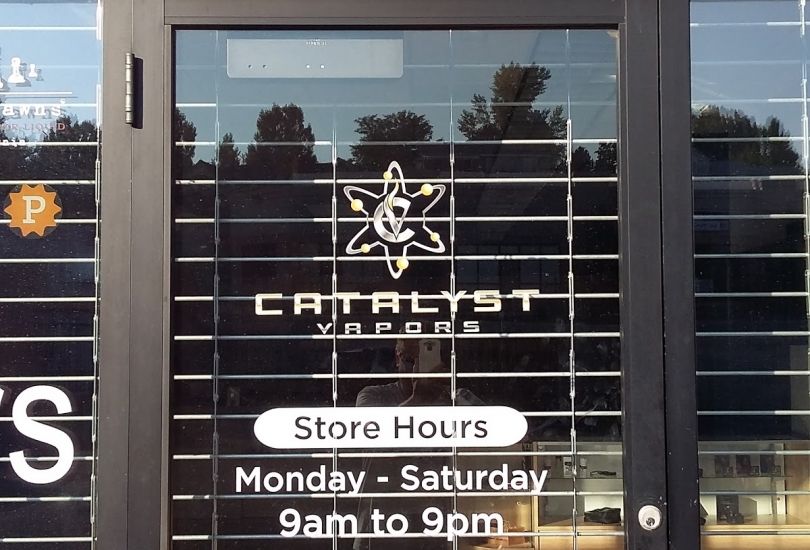 P
CATALYST
VAPORS
Store Hours
Monday - Saturday
9am to 9pm